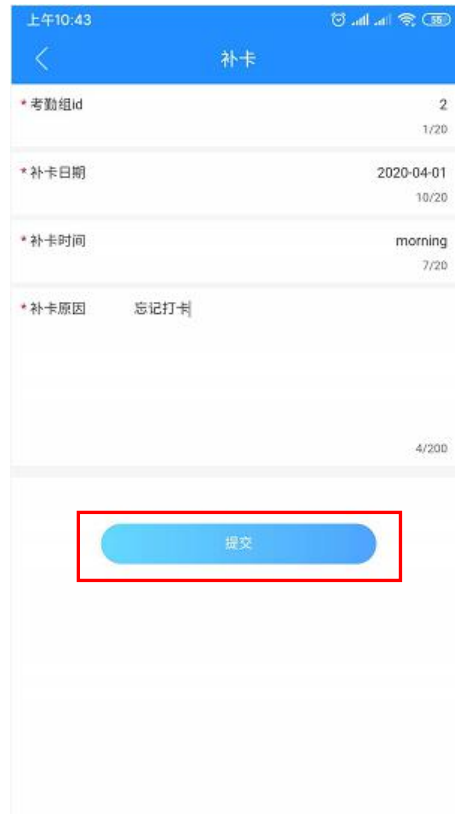 上午10:43
55
补卡
* 考勤组id 2
1/20
* 补卡日期 2020-04-01
10/20
* 补卡时间 morning
7/20
* 补卡原因 忘记打卡
4/200
提交